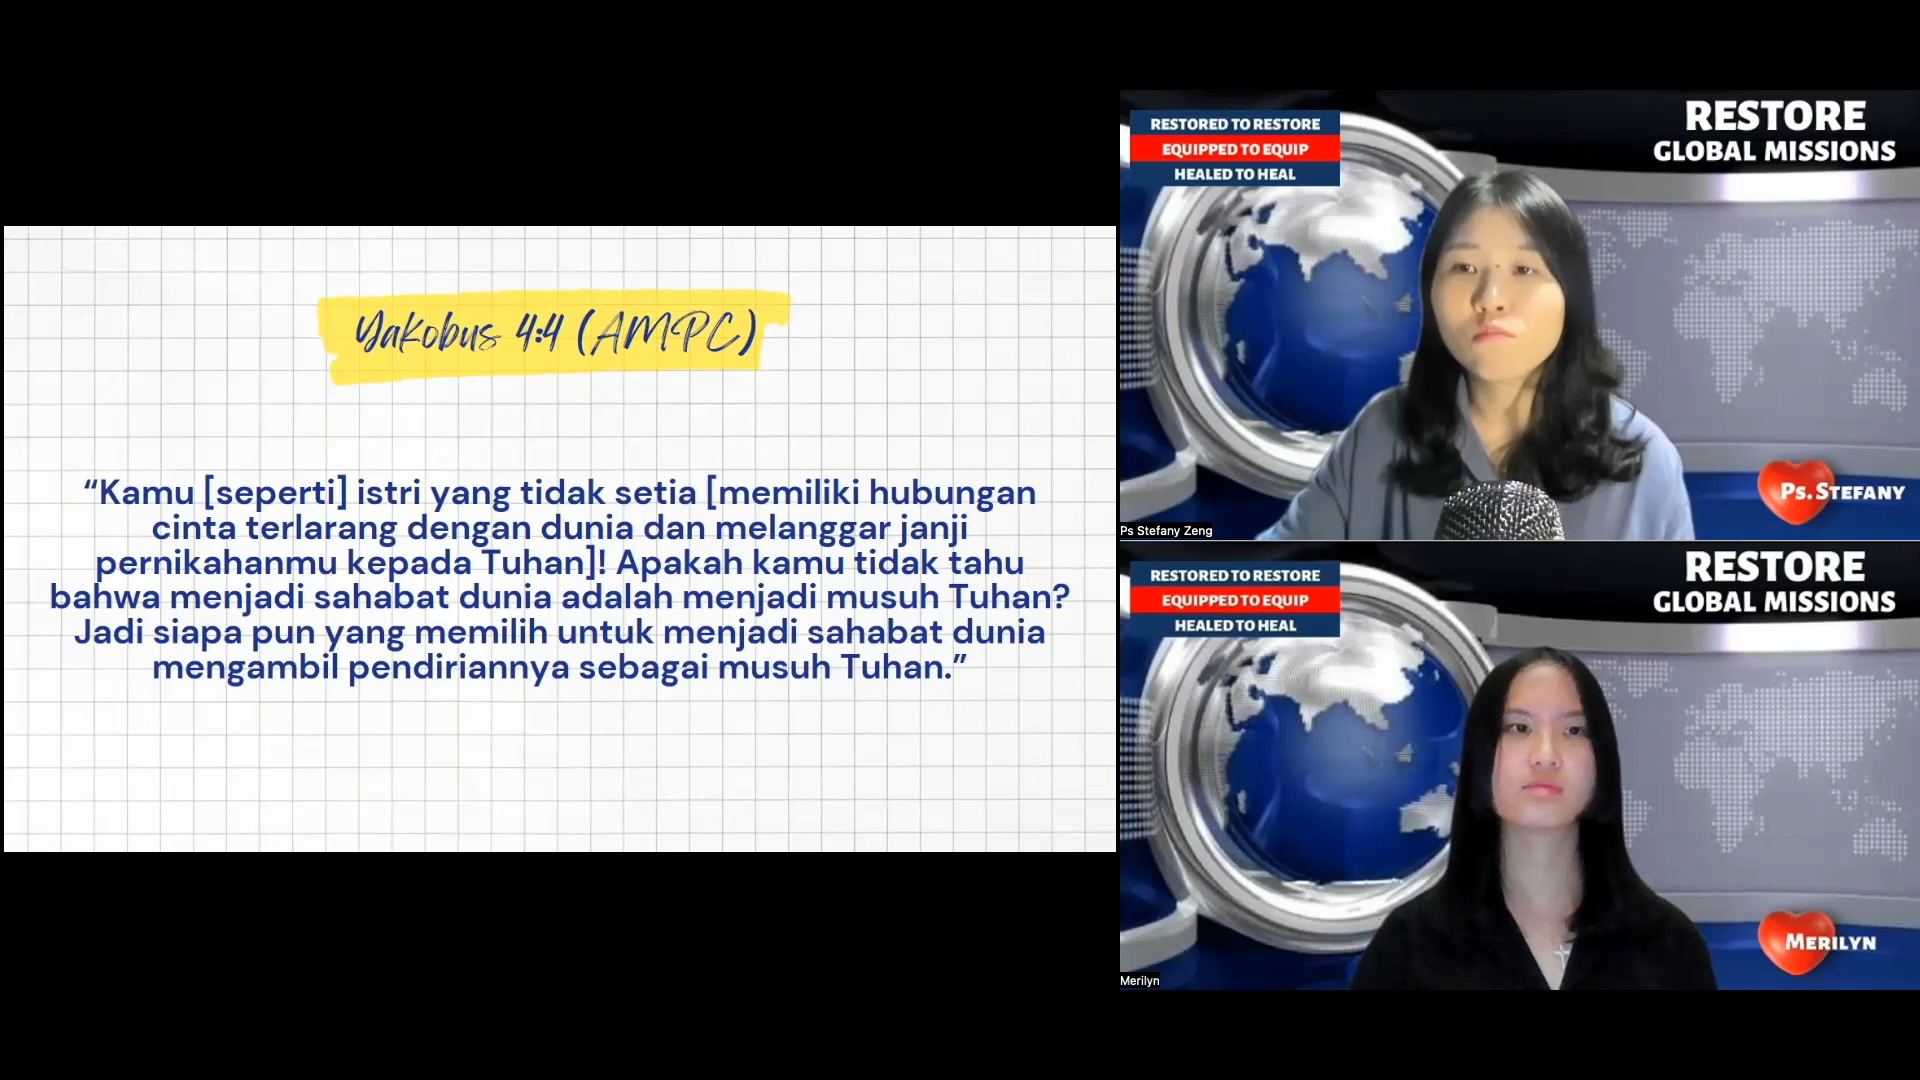 Yakobus 4:4 (AMPC)
“Kamu [seperti] istri yang tidak setia [memiliki hubungan
cinta terlarang dengan dunia dan melanggar janji
pernikahanmu kepada Tuhan]! Apakah kamu tidak tahu
bahwa menjadi sahabat dunia adalah menjadi musuh Tuhan?
Jadi siapa pun yang memilih untuk menjadi sahabat dunia
mengambil pendiriannya sebagai musuh Tuhan.”
RESTORED TO RESTORE
EQUIPPED TO EQUIP
HEALED TO HEAL
RESTORE
GLOBAL MISSIONS
Ps. Stefany
Ps Stefany Zeng
RESTORED TO RESTORE
EQUIPPED TO EQUIP
HEALED TO HEAL
RESTORE
GLOBAL MISSIONS
Merilyn
Merilyn